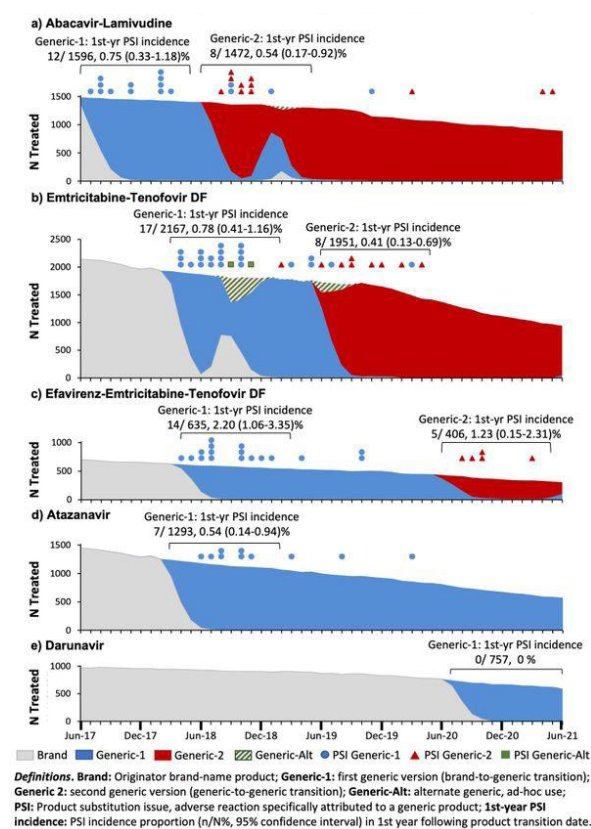 a) Abacavir-Lamivudine
Generic-1: 1st-yr PSI incidence
12/ 1596, 0.75 (0.33-1.18)%
Generic-2: 1st-yr PSI incidence
8/ 1472, 0.54 (0.17-0.92)%
N Treated
1500
1000
500
0
b) Emtricitabine-Tenofovir DF
Generic-1: 1st-yr PSI incidence
17/ 2167, 0.78 (0.41-1.16)%
Generic-2: 1st-yr PSI incidence
8/ 1951, 0.41 (0.13-0.69)%
N Treated
2500
2000
1500
1000
500
0
c) Efavirenz-Emtricitabine-Tenofovir DF
Generic-1: 1st-yr PSI incidence
14/ 635, 2.20 (1.06-3.35)%
Generic-2: 1st-yr PSI incidence
5/ 406, 1.23 (0.15-2.31)%
N Treated
1000
500
0
d) Atazanavir
Generic-1: 1st-yr PSI incidence
7/ 1293, 0.54 (0.14-0.94)%
N Treated
1500
1000
500
0
e) Darunavir
Generic-1: 1st-yr PSI incidence
0/ 757, 0 %
N Treated
1000
500
0
Jun-17 Dec-17 Jun-18 Dec-18 Jun-19 Dec-19 Jun-20 Dec-20 Jun-21
Brand Generic-1 Generic-2 Generic-Alt PSI Generic-1 PSI Generic-2 PSI Generic-Alt
Definitions. Brand: Originator brand-name product; Generic-1: first generic version (brand-to-generic transition);
Generic 2: second generic version (generic-to-generic transition); Generic-Alt: alternate generic, ad-hoc use;
PSI: Product substitution issue, adverse reaction specifically attributed to a generic product; 1st-year PSI
incidence: PSI incidence proportion (n/N%, 95% confidence interval) in 1st year following product transition date.